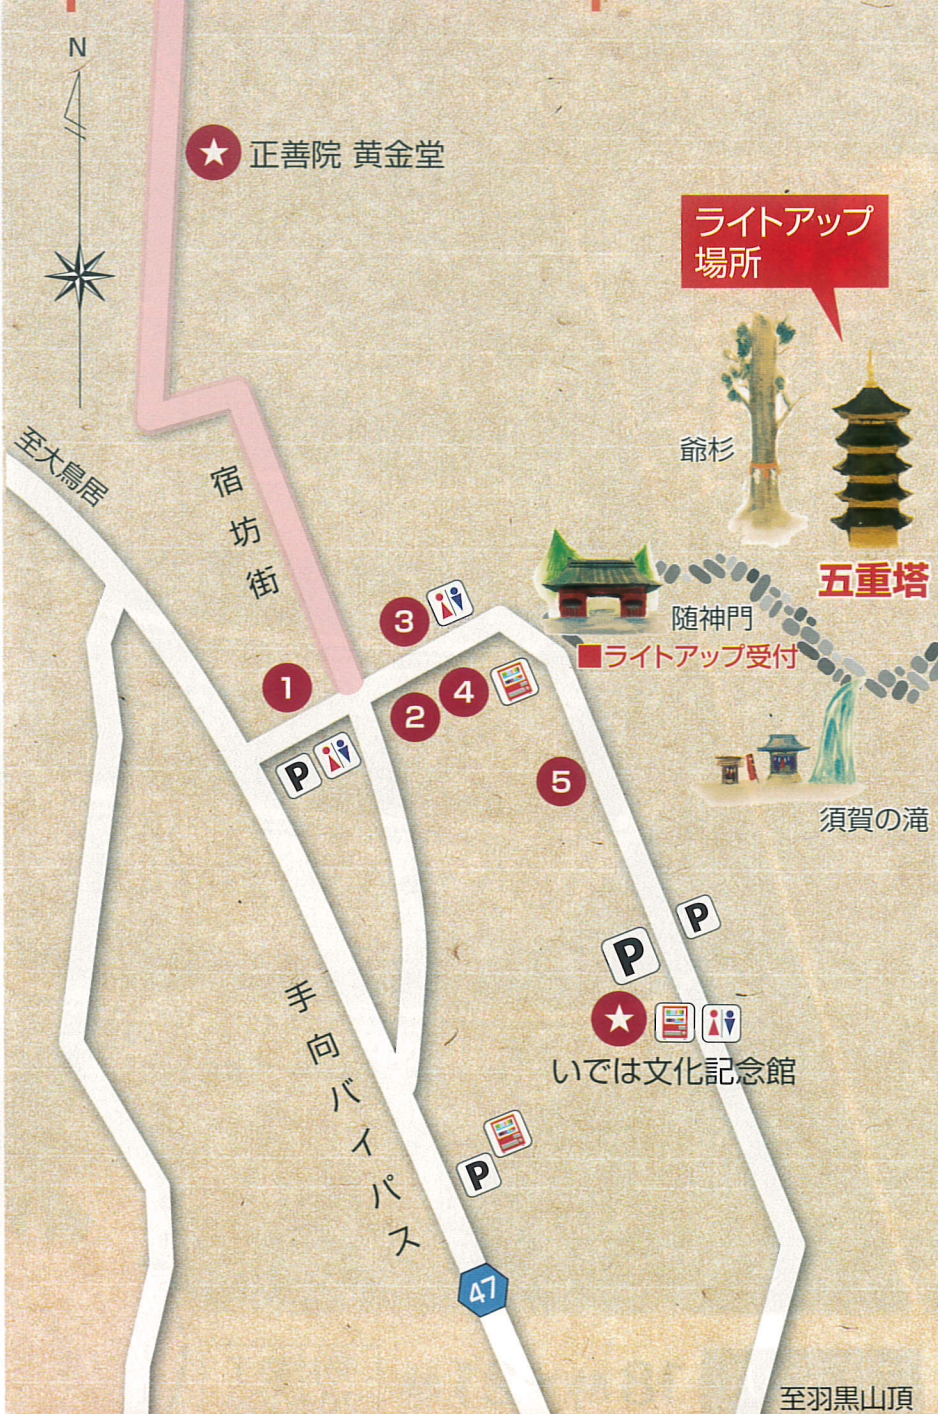 N
正善院 黄金堂
ライトアップ
場所
爺杉
五重塔
至大鳥居
宿坊街
3
随神門
■ライトアップ受付
1
2
4
P
5
須賀の滝
P
P
いでは文化記念館
手向バイパス
P
47
至羽黒山頂